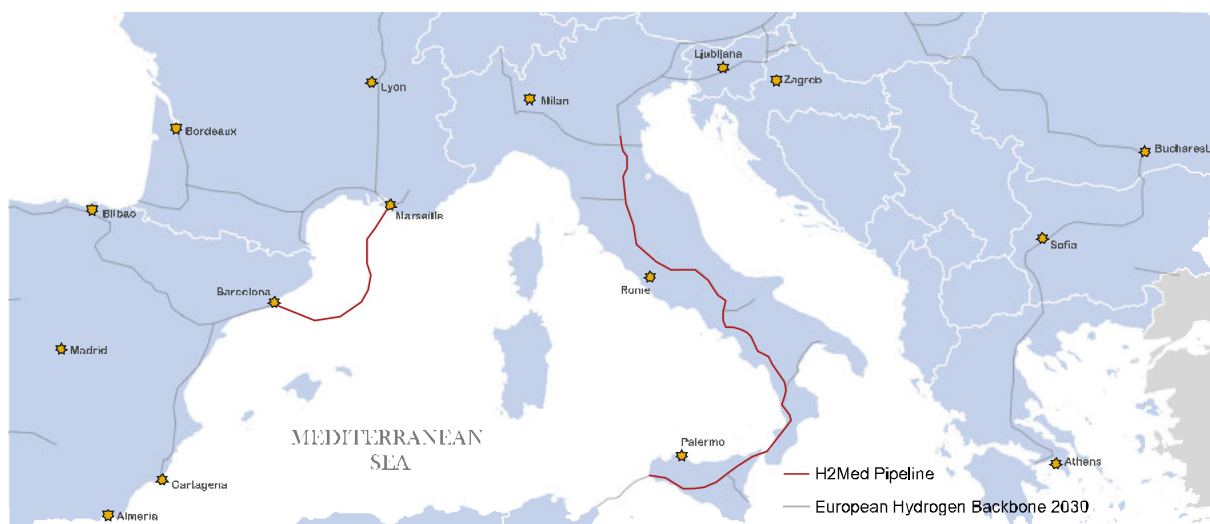 Ljubljana
Zagreb
Lyon
Milan
Bordeaux
Bucharest
Bilbao
Marseille
Sofia
Barcelona
Rome
Madrid
MEDITERRANEAN
SEA
Palermo
Athens
H2Med Pipeline
Cartagena
European Hydrogen Backbone 2030
Almeria